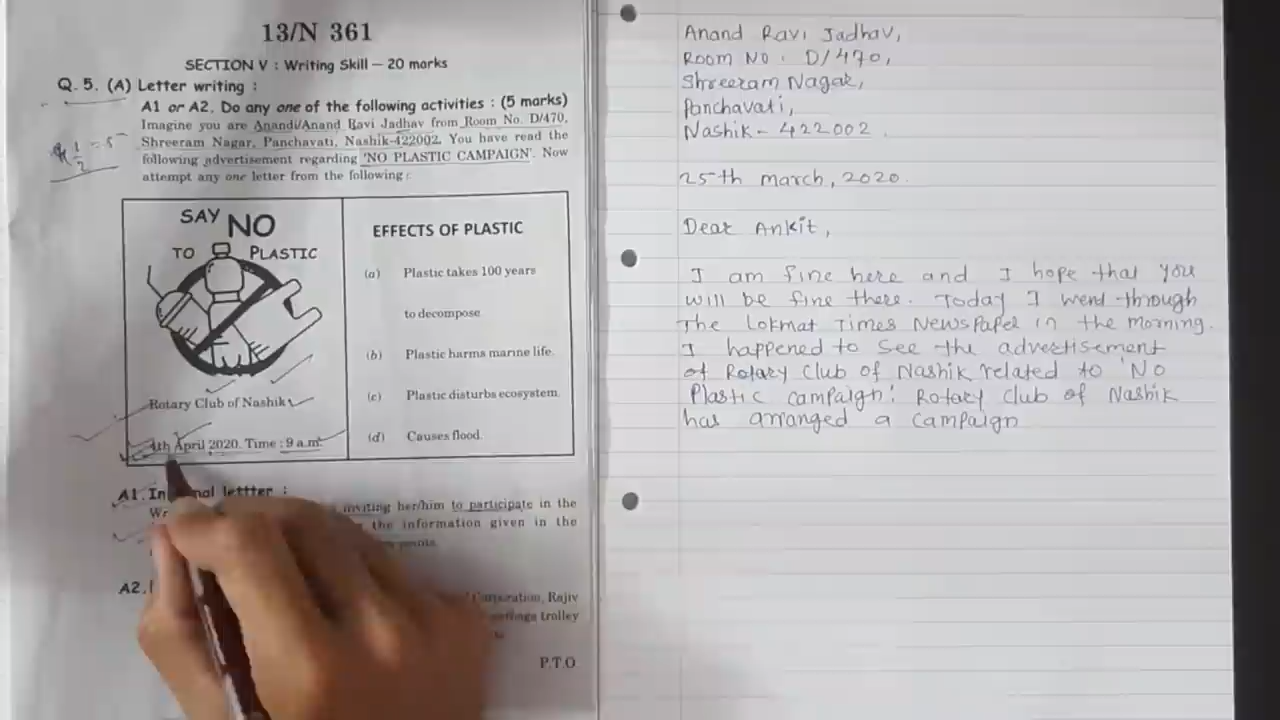 13/N 361
SECTION V : Writing Skill – 20 marks
Q. 5. (A) Letter writing :
A1 or A2. Do any one of the following activities : (5 marks)
Imagine you are Anandi/Anand Ravi Jadhav from Room No. D/470,
Shreeram Nagar, Panchavati, Nashik-422002. You have read the
following advertisement regarding 'NO PLASTIC CAMPAIGN'. Now
attempt any one letter from the following :
SAY NO
TO PLASTIC
Rotary Club of Nashik
4th April 2020. Time : 9 a.m.
EFFECTS OF PLASTIC
(a) Plastic takes 100 years
to decompose
(b) Plastic harms marine life.
(c) Plastic disturbs ecosystem.
(d) Causes flood.
A1. lettter :
inviting her/him to participate in the
the information given in the
points.
A2.
Corporation, Rajiv
garbage trolley
P.T.O.
Anand Ravi Jadhav,
Room No. D/470,
Shreeram Nagar,
Panchavati,
Nashik - 422002.
25th march, 2020.
Dear Ankit,
I am fine here and I hope that you
will be fine there. Today I went through
The Lokmat Times Newspaper in the morning.
I happened to see the advertisement
of Rotary Club of Nashik related to 'No
Plastic campaign'. Rotary club of Nashik
has arranged a campaign